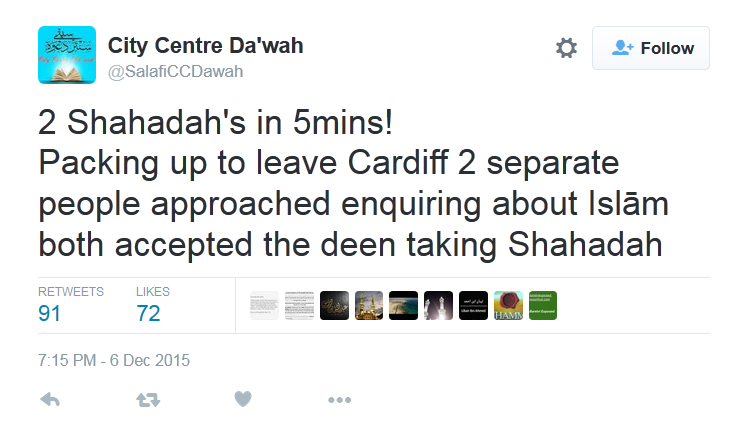 City Centre Da'wah
@SalafiCCDawah
Follow
2 Shahadah's in 5mins!
Packing up to leave Cardiff 2 separate
people approached enquiring about Islām
both accepted the deen taking Shahadah
RETWEETS LIKES
91 72
HAMM
7:15 PM - 6 Dec 2015